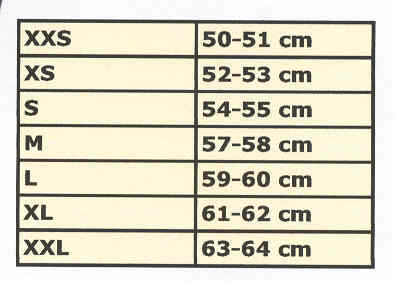 XXS 50-51 cm
XS 52-53 cm
S 54-55 cm
M 57-58 cm
L 59-60 cm
XL 61-62 cm
XXL 63-64 cm